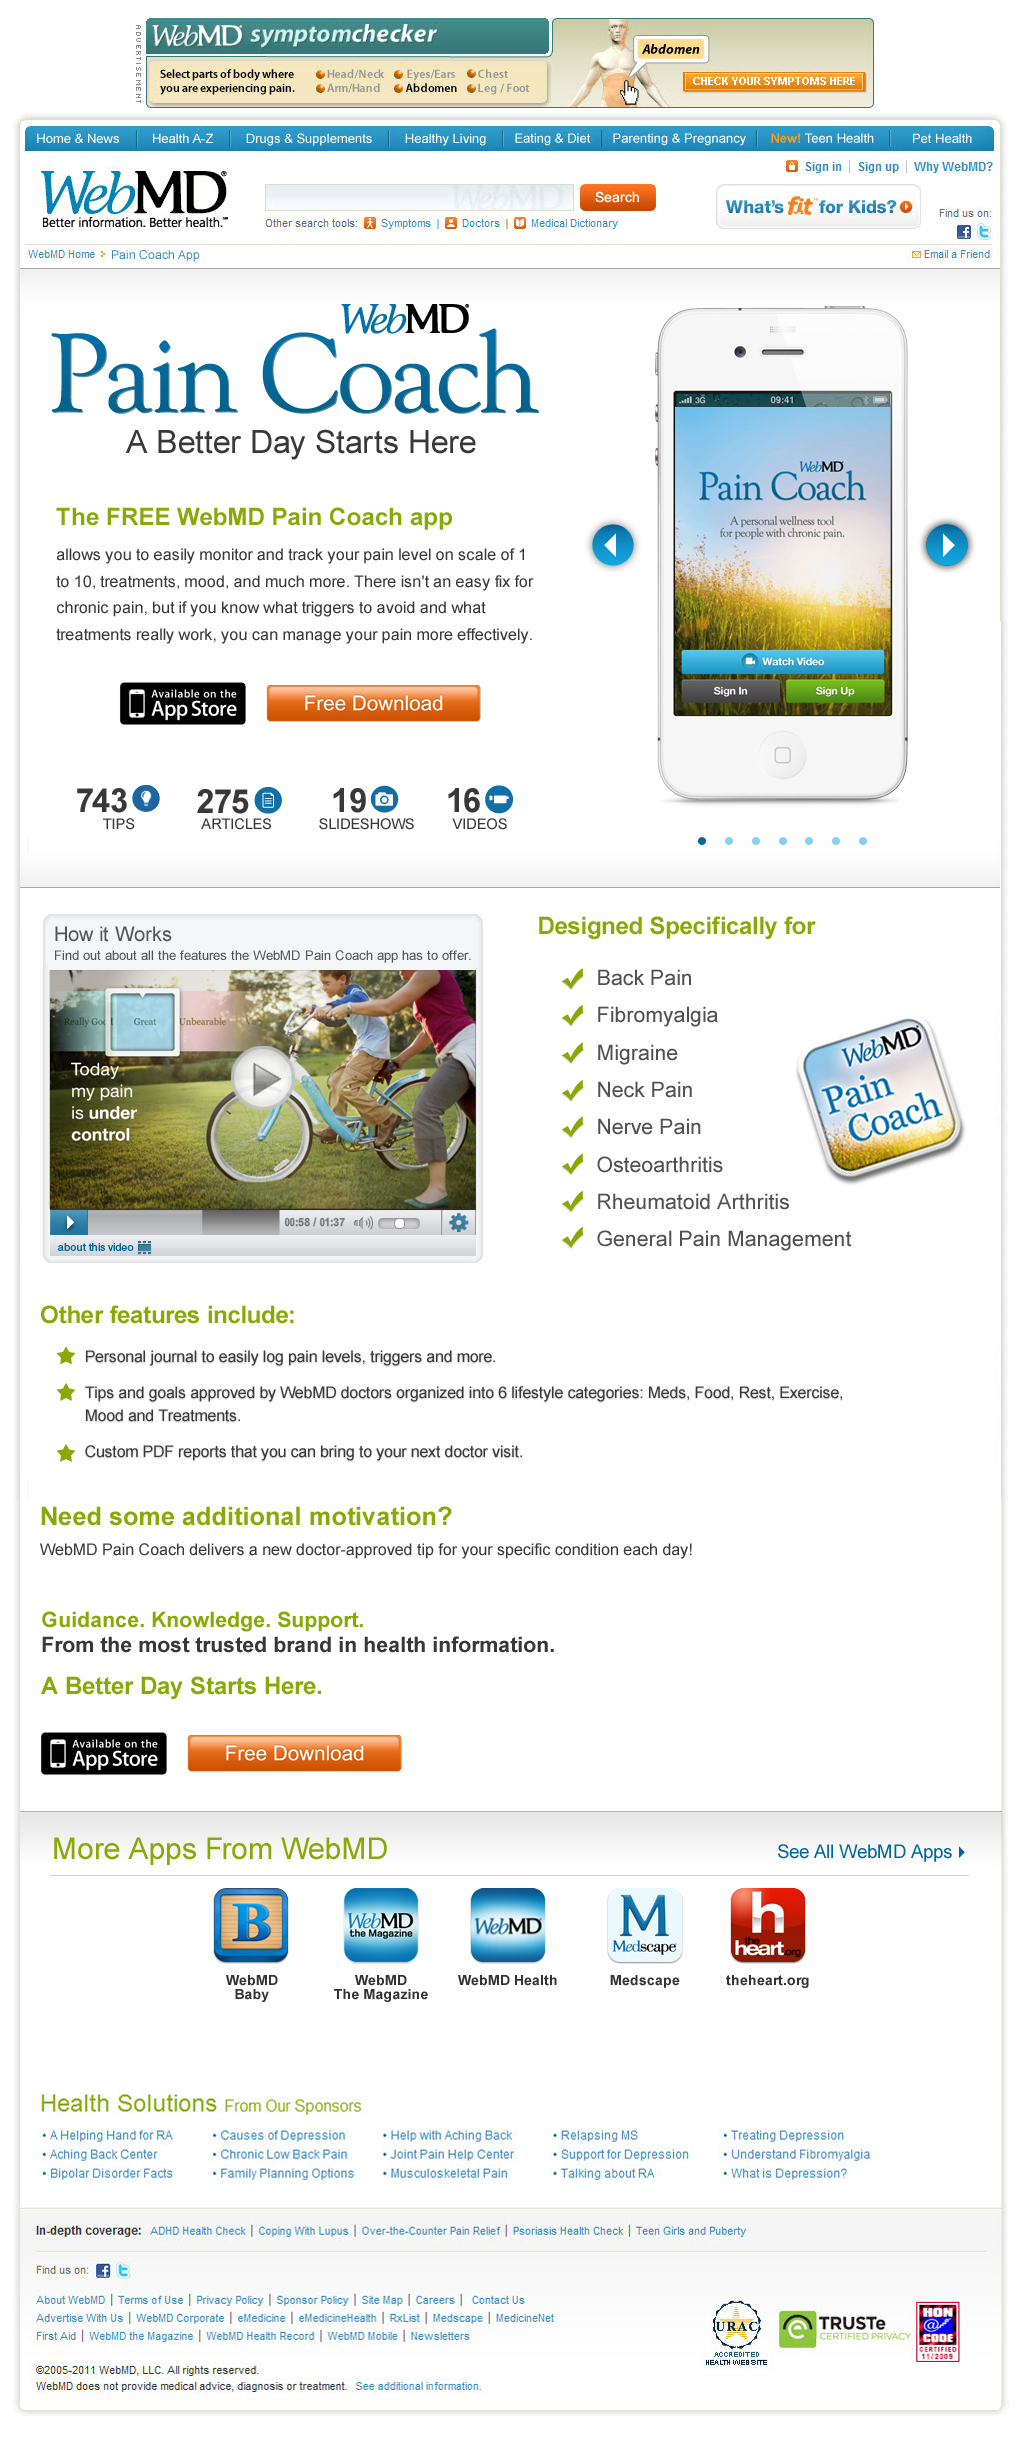 ADVERTISEMENT
WebMD symptomchecker
Select parts of body where
you are experiencing pain.
Head/Neck Eyes/Ears Chest
Arm/Hand Abdomen Leg / Foot
Abdomen
CHECK YOUR SYMPTOMS HERE
Home & News Health A-Z Drugs & Supplements Healthy Living Eating & Diet Parenting & Pregnancy New! Teen Health Pet Health
Sign in Sign up Why WebMD?
WebMD
Better information. Better health.™
WebMD
Search
Other search tools: Symptoms | Doctors | Medical Dictionary
What's fit for Kids?
Find us on:
WebMD Home Pain Coach App
Email a Friend
WebMD
Pain Coach
A Better Day Starts Here
The FREE WebMD Pain Coach app
allows you to easily monitor and track your pain level on scale of 1
to 10, treatments, mood, and much more. There isn't an easy fix for
chronic pain, but if you know what triggers to avoid and what
treatments really work, you can manage your pain more effectively.
Available on the
App Store
Free Download
743 TIPS
275 ARTICLES
19 SLIDESHOWS
16 VIDEOS
3G 09:41
WebMD
Pain Coach
A personal wellness tool
for people with chronic pain.
Watch Video
Sign In Sign Up
How it Works
Find out about all the features the WebMD Pain Coach app has to offer.
Really Good Great Unbearable
Today
my pain
is under
control
00:58 / 01:37
about this video
Designed Specifically for
Back Pain
Fibromyalgia
Migraine
Neck Pain
Nerve Pain
Osteoarthritis
Rheumatoid Arthritis
General Pain Management
WebMD
Pain
Coach
Other features include:
Personal journal to easily log pain levels, triggers and more.
Tips and goals approved by WebMD doctors organized into 6 lifestyle categories: Meds, Food, Rest, Exercise,
Mood and Treatments.
Custom PDF reports that you can bring to your next doctor visit.
Need some additional motivation?
WebMD Pain Coach delivers a new doctor-approved tip for your specific condition each day!
Guidance. Knowledge. Support.
From the most trusted brand in health information.
A Better Day Starts Here.
Available on the
App Store
Free Download
More Apps From WebMD
See All WebMD Apps
B
WebMD
the Magazine
WebMD
M
Medscape
h
the
heart.org
WebMD
Baby
WebMD
The Magazine
WebMD Health
Medscape
theheart.org
Health Solutions From Our Sponsors
• A Helping Hand for RA • Causes of Depression • Help with Aching Back • Relapsing MS • Treating Depression
• Aching Back Center • Chronic Low Back Pain • Joint Pain Help Center • Support for Depression • Understand Fibromyalgia
• Bipolar Disorder Facts • Family Planning Options • Musculoskeletal Pain • Talking about RA • What is Depression?
In-depth coverage: ADHD Health Check | Coping With Lupus | Over-the-Counter Pain Relief | Psoriasis Health Check | Teen Girls and Puberty
Find us on:
About WebMD | Terms of Use | Privacy Policy | Sponsor Policy | Site Map | Careers | Contact Us
Advertise With Us | WebMD Corporate | eMedicine | eMedicineHealth | RxList | Medscape | MedicineNet
First Aid | WebMD the Magazine | WebMD Health Record | WebMD Mobile | Newsletters
©2005-2011 WebMD, LLC. All rights reserved.
WebMD does not provide medical advice, diagnosis or treatment. See additional information.
URAC
ACCREDITED
HEALTH WEB SITE
TRUSTe
CERTIFIED PRIVACY
HON
@
CODE
CERTIFIED
11/2009